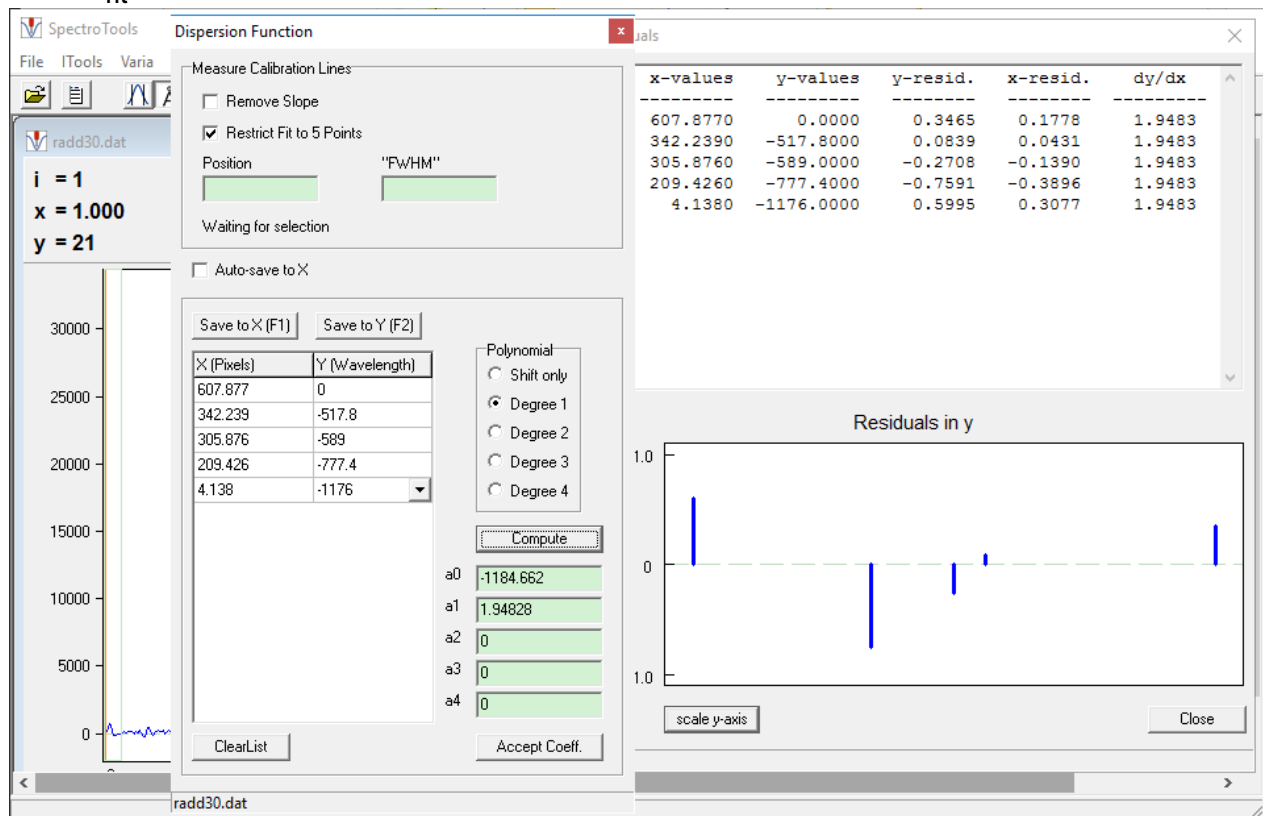 SpectroTools
File ITools Varia
radd30.dat
i = 1
x = 1.000
y = 21
30000
25000
20000
15000
10000
5000
0
Dispersion Function
x
Measure Calibration Lines
Remove Slope
Restrict Fit to 5 Points
Position "FWHM"
Waiting for selection
Auto-save to X
Save to X (F1) Save to Y (F2)
X (Pixels) Y (Wavelength)
607.877 0
342.239 -517.8
305.876 -589
209.426 -777.4
4.138 -1176
Polynomial
Shift only
Degree 1
Degree 2
Degree 3
Degree 4
Compute
a0 -1184.662
a1 1.94828
a2 0
a3 0
a4 0
ClearList Accept Coeff.
radd30.dat
uals
x-values y-values y-resid. x-resid. dy/dx
--------- --------- -------- -------- ---------
607.8770 0.0000 0.3465 0.1778 1.9483
342.2390 -517.8000 0.0839 0.0431 1.9483
305.8760 -589.0000 -0.2708 -0.1390 1.9483
209.4260 -777.4000 -0.7591 -0.3896 1.9483
4.1380 -1176.0000 0.5995 0.3077 1.9483
Residuals in y
1.0
0
1.0
scale y-axis Close